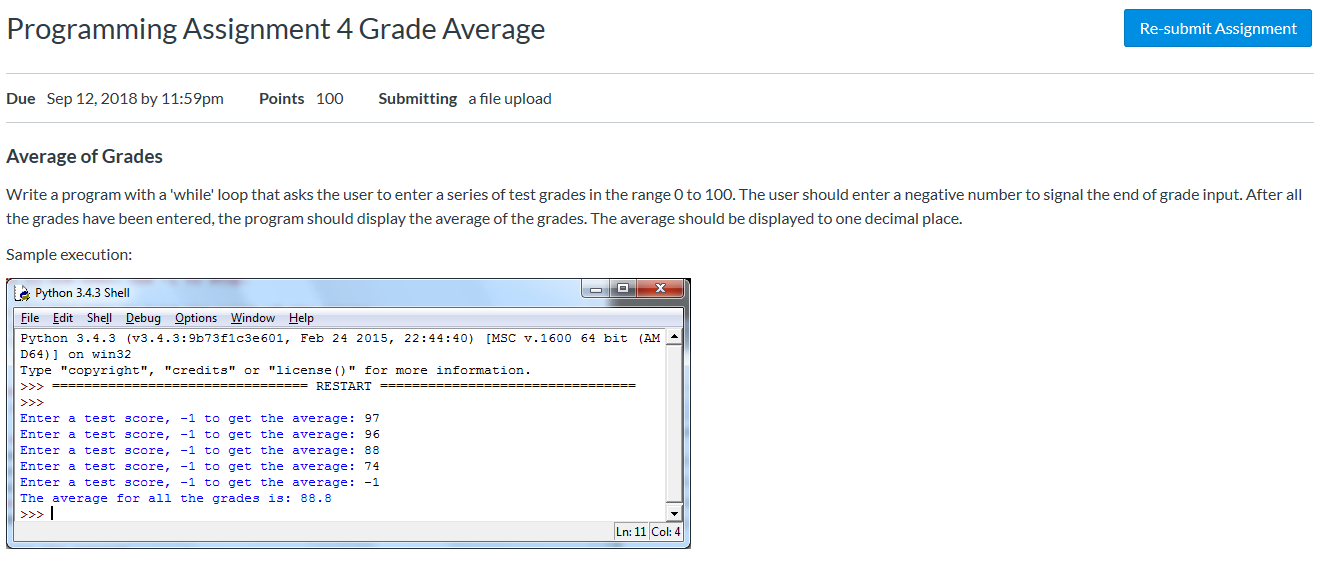 Programming Assignment 4 Grade Average
Re-submit Assignment
Due Sep 12, 2018 by 11:59pm Points 100 Submitting a file upload
Average of Grades
Write a program with a 'while' loop that asks the user to enter a series of test grades in the range 0 to 100. The user should enter a negative number to signal the end of grade input. After all
the grades have been entered, the program should display the average of the grades. The average should be displayed to one decimal place.
Sample execution:
Python 3.4.3 Shell
File Edit Shell Debug Options Window Help
Python 3.4.3 (v3.4.3:9b73f1c3e601, Feb 24 2015, 22:44:40) [MSC v.1600 64 bit (AM
D64)] on win32
Type "copyright", "credits" or "license()" for more information.
>>> ================================ RESTART ================================
>>>
Enter a test score, -1 to get the average: 97
Enter a test score, -1 to get the average: 96
Enter a test score, -1 to get the average: 88
Enter a test score, -1 to get the average: 74
Enter a test score, -1 to get the average: -1
The average for all the grades is: 88.8
>>>
Ln: 11 Col: 4